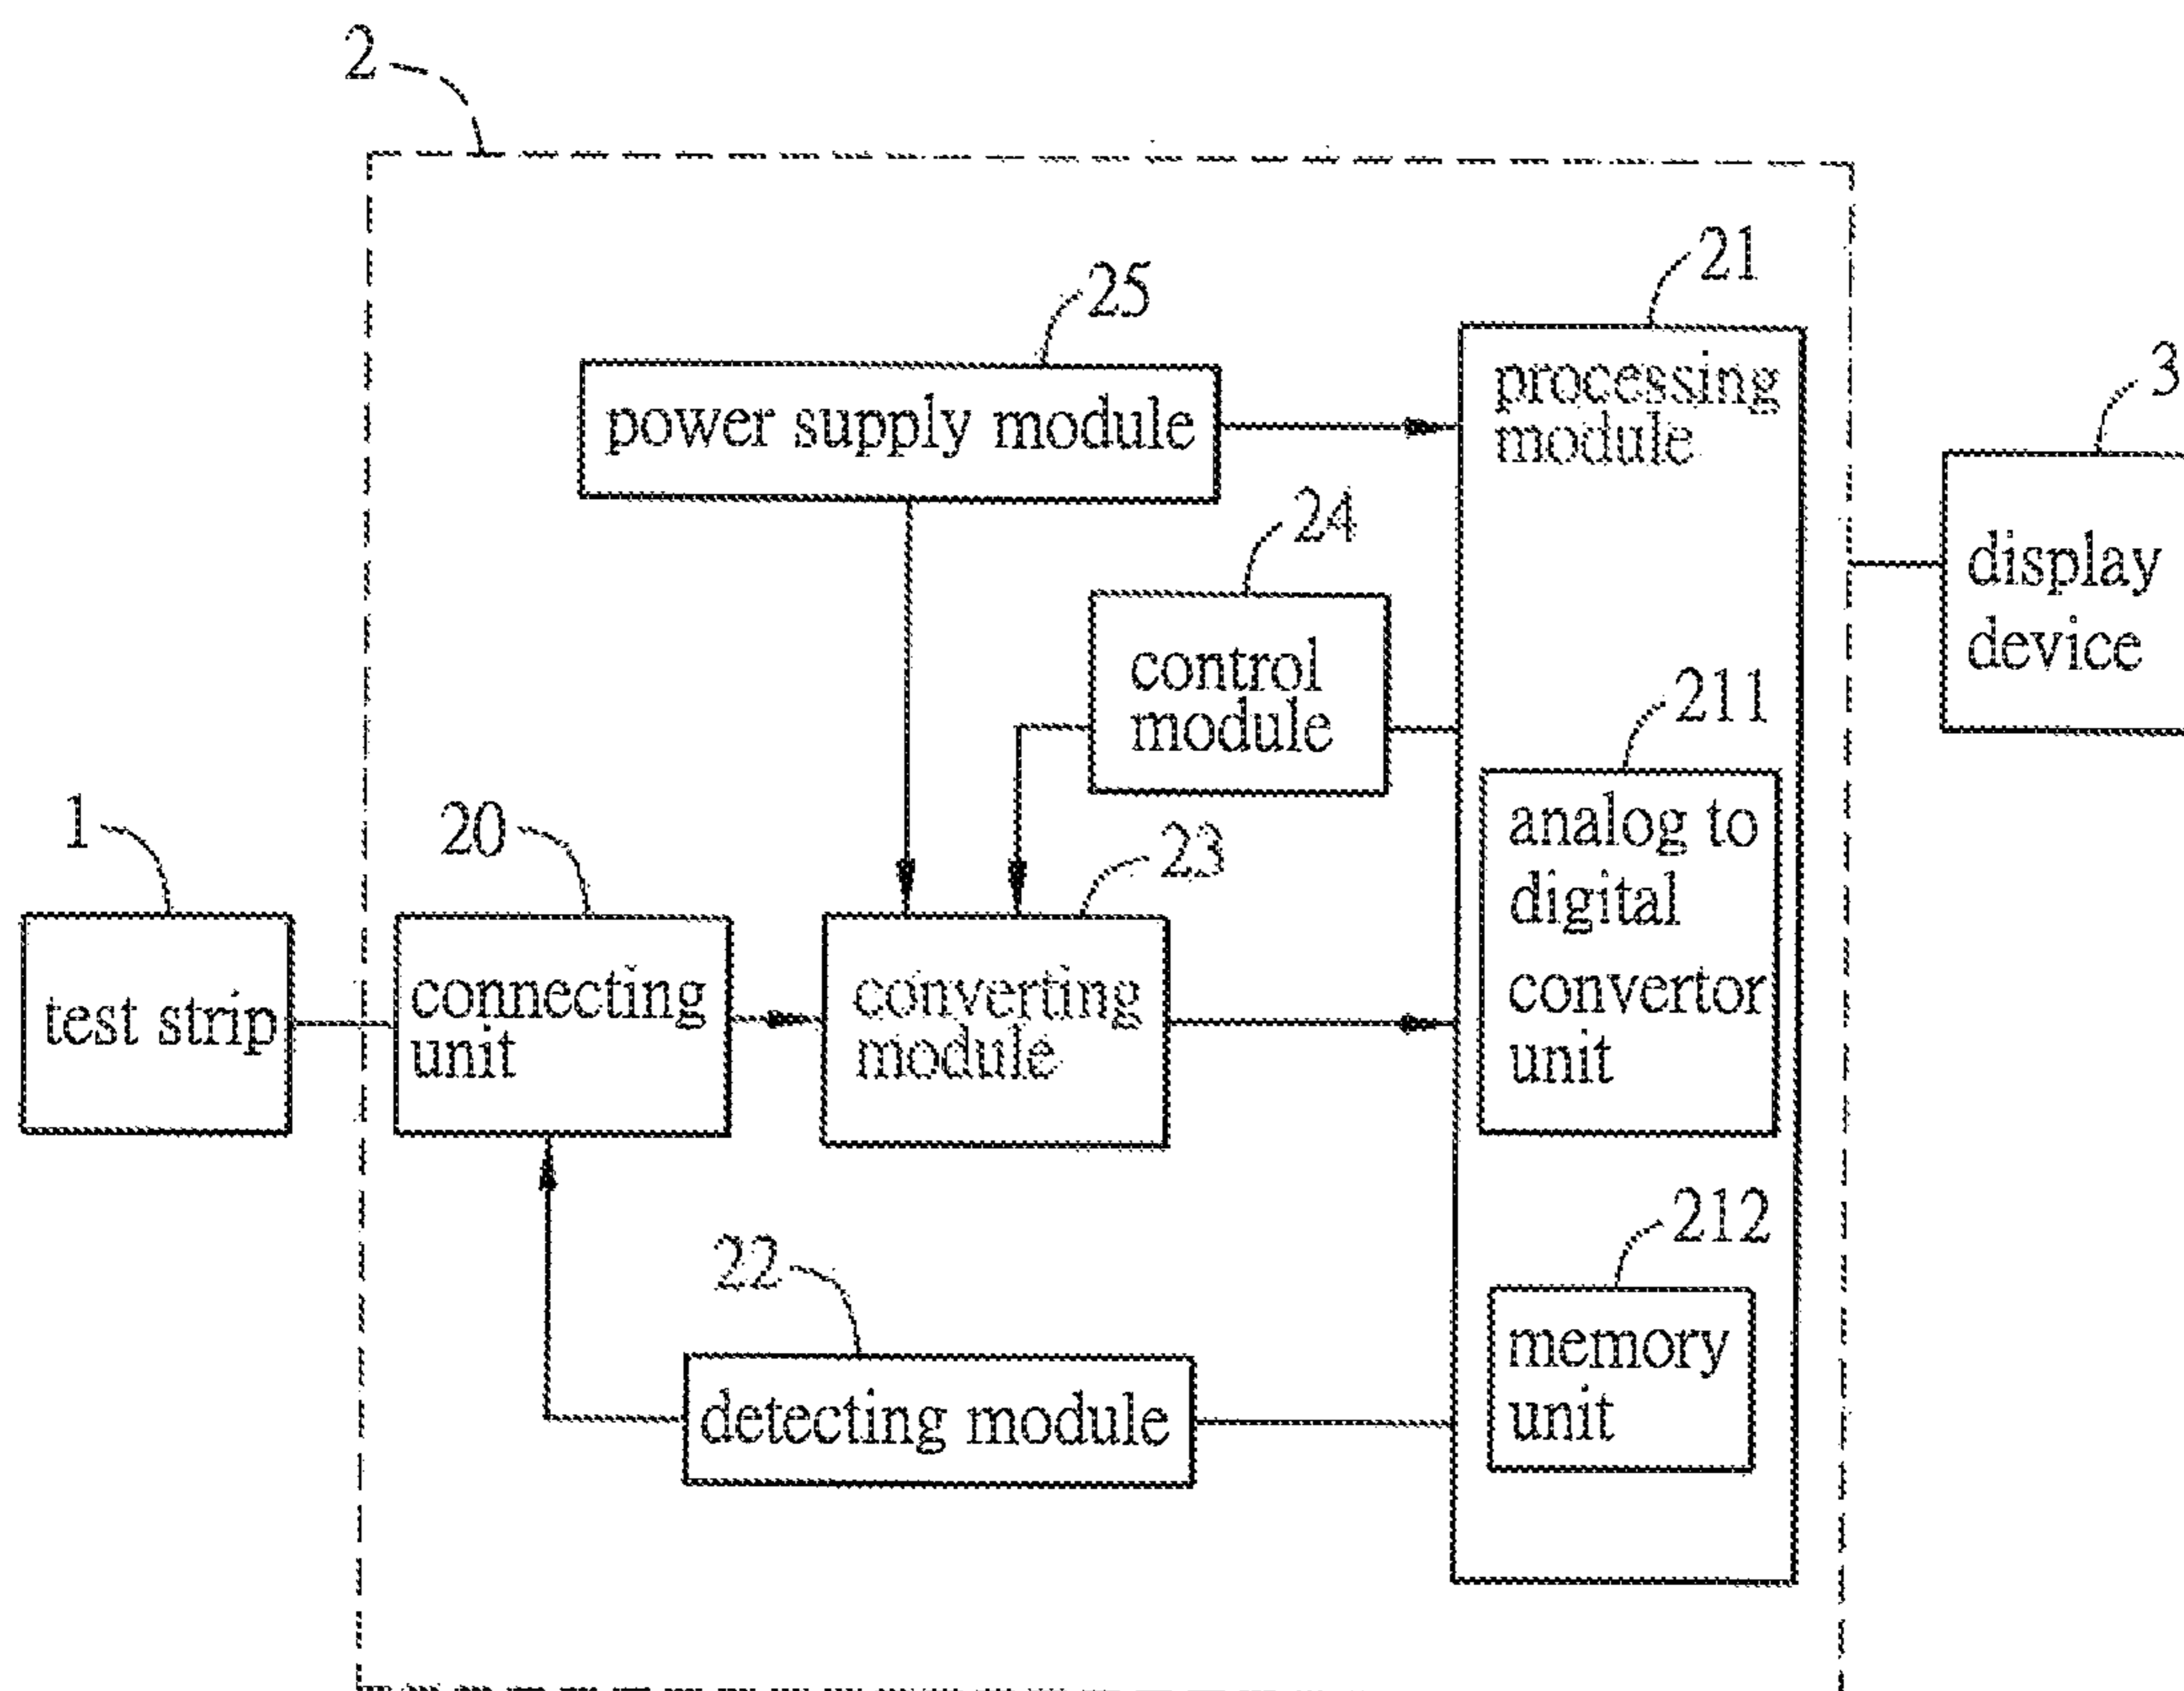 2
21
25
3
processing
module
power supply module
24
display
device
control
module
211
1
20
23
analog to
digital
convertor
unit
test strip
connecting
unit
converting
module
212
22
memory
unit
detecting module